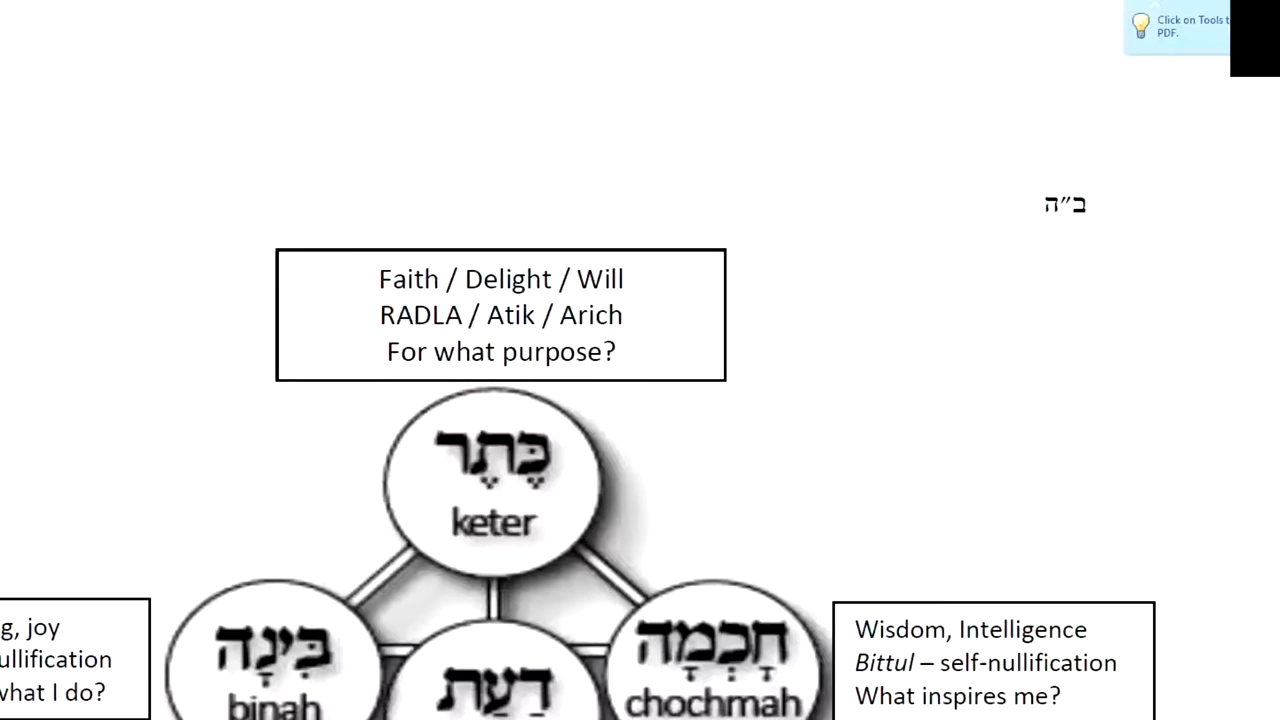 Click on Tools t
PDF.
ב״ה
Faith / Delight / Will
RADLA / Atik / Arich
For what purpose?
כֶּתֶר
keter
g, joy
ullification
what I do?
בִּינָה
binah
דַעַת
חָכְמָה
chochmah
Wisdom, Intelligence
Bittul – self-nullification
What inspires me?